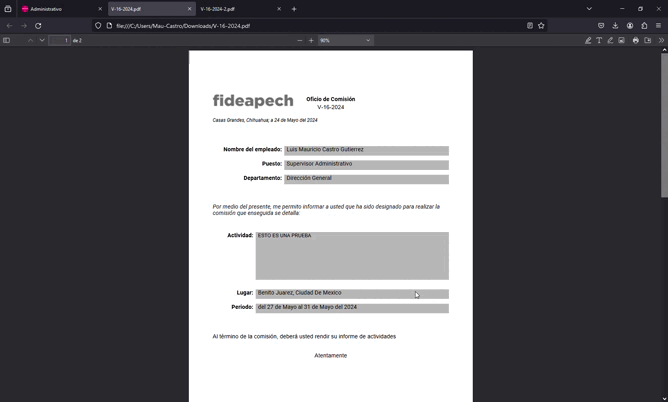 Administrativo
V-16-2024.pdf
V-16-2024-2.pdf
file:///C:/Users/Mau-Castro/Downloads/V-16-2024.pdf
1 de 2
90%
fideapech
Oficio de Comisión
V-16-2024
Casas Grandes, Chihuahua; a 24 de Mayo del 2024
Nombre del empleado: Luis Mauricio Castro Gutierrez
Puesto: Supervisor Administrativo
Departamento: Dirección General
Por medio del presente, me permito informar a usted que ha sido designado para realizar la
comisión que enseguida se detalla:
Actividad: ESTO ES UNA PRUEBA
Lugar: Benito Juarez, Ciudad De Mexico
Periodo: del 27 de Mayo al 31 de Mayo del 2024
Al término de la comisión, deberá usted rendir su informe de actividades
Atentamente